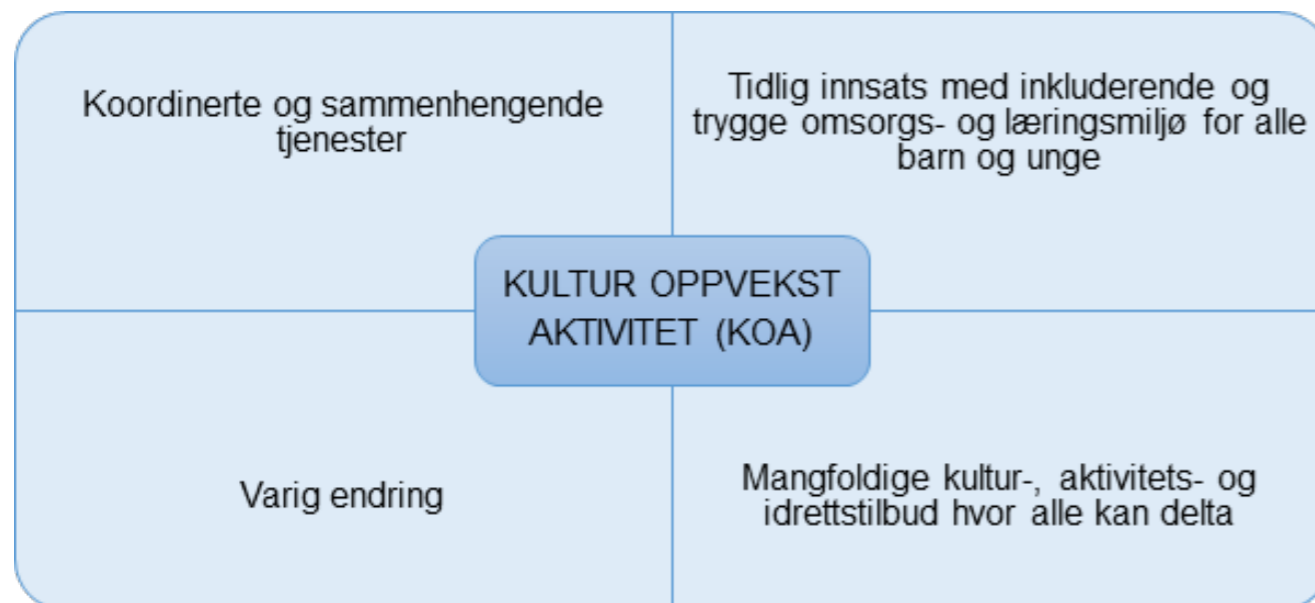 Koordinerte og sammenhengende
tjenester
Tidlig innsats med inkluderende og
trygge omsorgs- og læringsmiljø for alle
barn og unge
KULTUR OPPVEKST
AKTIVITET (KOA)
Varig endring
Mangfoldige kultur-, aktivitets- og
idrettstilbud hvor alle kan delta